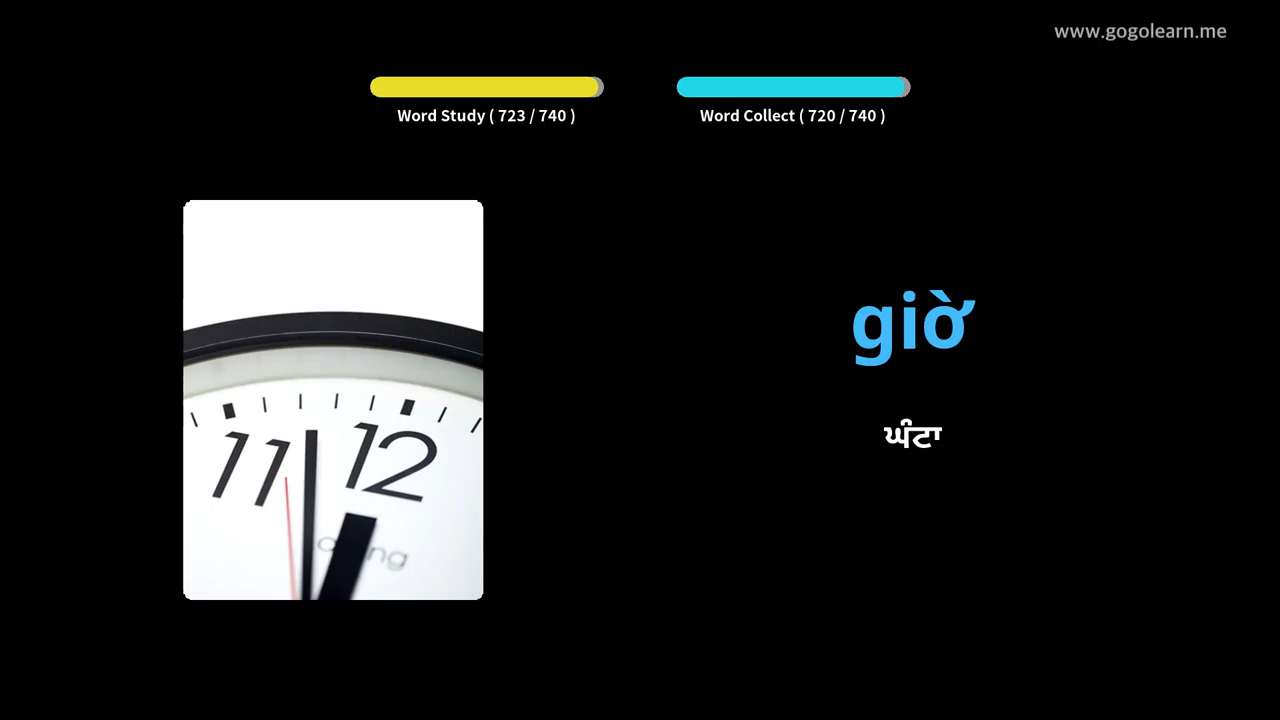 www.gogolearn.me
Word Study ( 723 / 740 )
Word Collect ( 720 / 740 )
giờ
ਘੰਟਾ
11
12